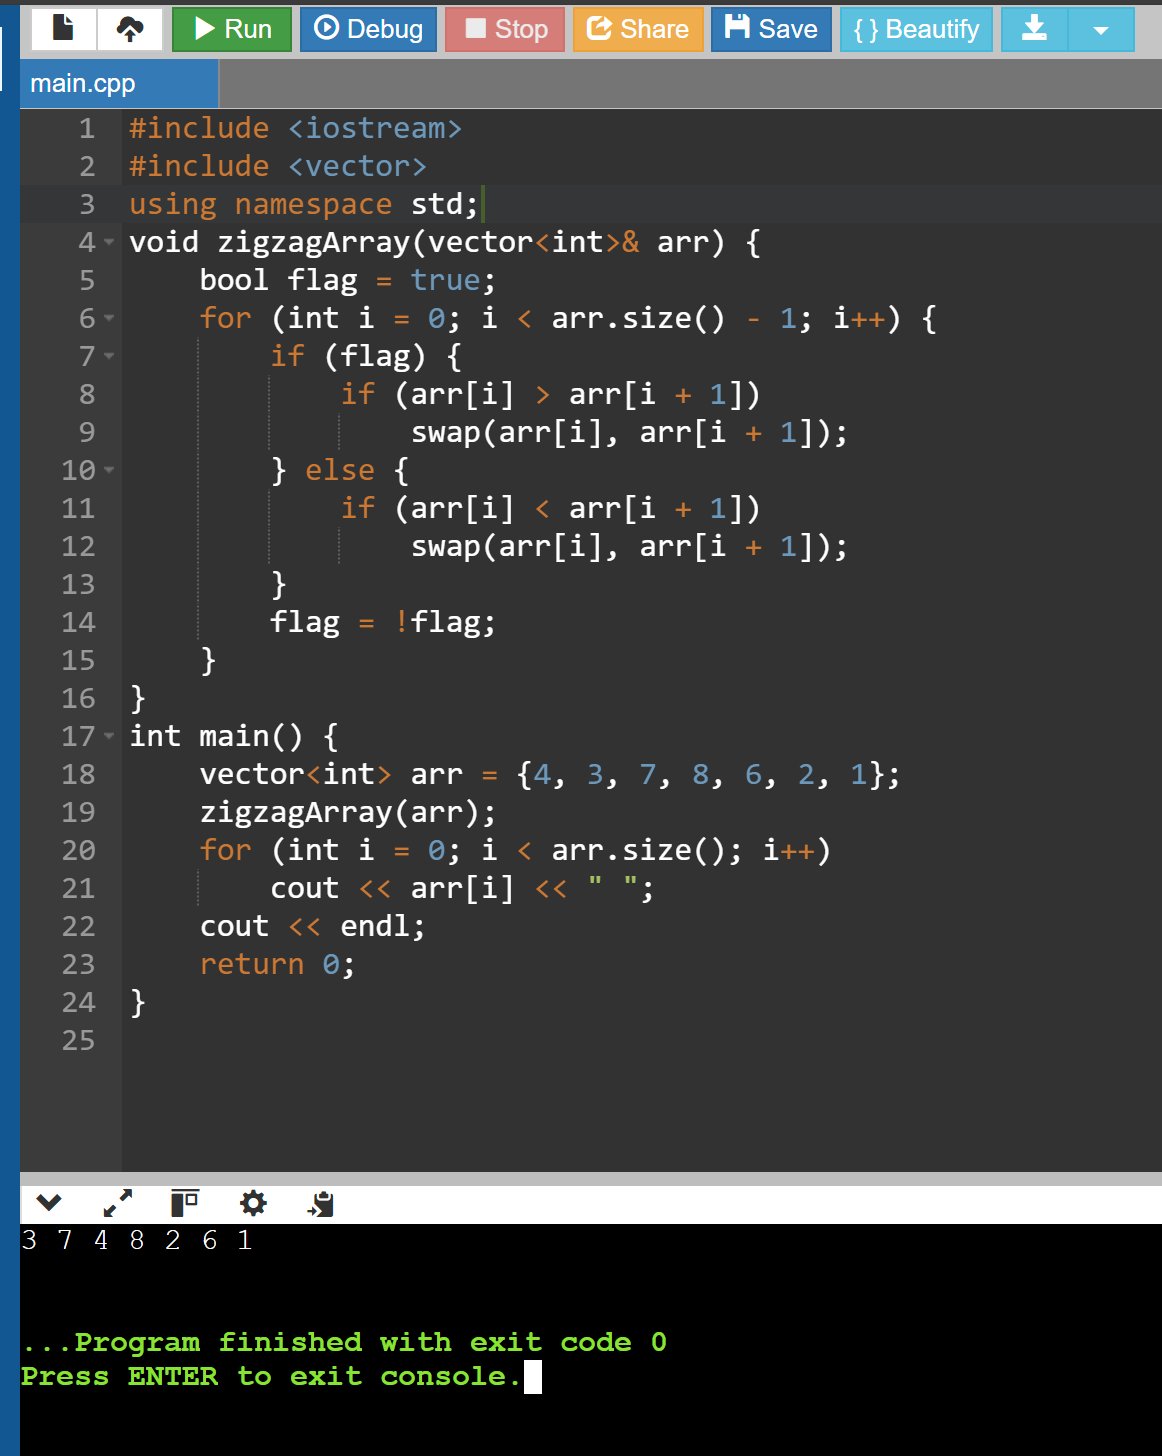 Run Debug Stop Share Save { } Beautify
main.cpp
1 #include <iostream>
2 #include <vector>
3 using namespace std;
4 void zigzagArray(vector<int>& arr) {
5     bool flag = true;
6     for (int i = 0; i < arr.size() - 1; i++) {
7         if (flag) {
8             if (arr[i] > arr[i + 1])
9                 swap(arr[i], arr[i + 1]);
10         } else {
11             if (arr[i] < arr[i + 1])
12                 swap(arr[i], arr[i + 1]);
13         }
14         flag = !flag;
15     }
16 }
17 int main() {
18     vector<int> arr = {4, 3, 7, 8, 6, 2, 1};
19     zigzagArray(arr);
20     for (int i = 0; i < arr.size(); i++)
21         cout << arr[i] << " ";
22     cout << endl;
23     return 0;
24 }
25
3 7 4 8 2 6 1
...Program finished with exit code 0
Press ENTER to exit console.